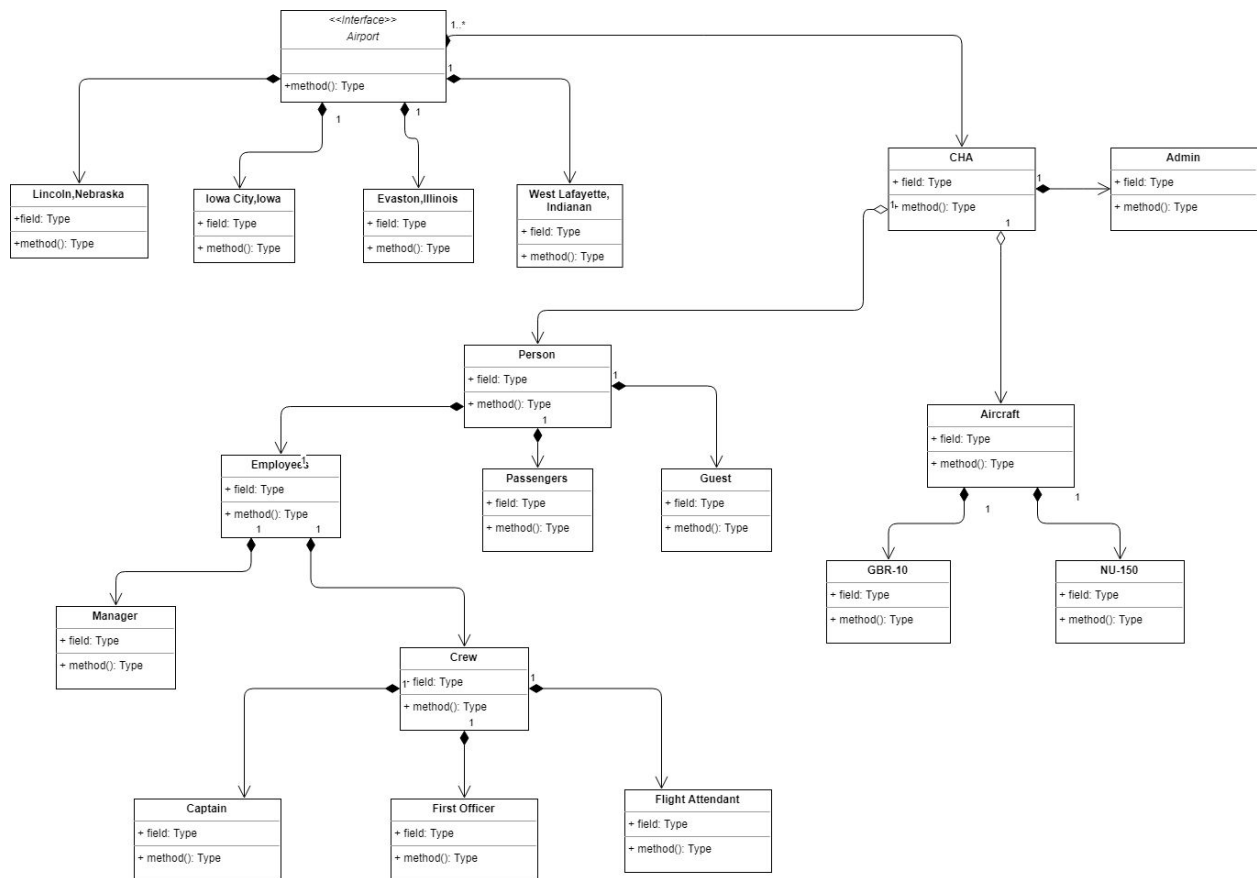 <<Interface>>
Airport
+method(): Type
1..*
1
1
1
1
Lincoln,Nebraska
+field: Type
+method(): Type
Iowa City,Iowa
+ field: Type
+ method(): Type
Evaston,Illinois
+ field: Type
+ method(): Type
West Lafayette,
Indianan
+ field: Type
+ method(): Type
CHA
+ field: Type
+ method(): Type
1
1
1
Admin
+ field: Type
+ method(): Type
Person
+ field: Type
+ method(): Type
1
1
Employees
1
+ field: Type
+ method(): Type
1
1
Passengers
+ field: Type
+ method(): Type
Guest
+ field: Type
+ method(): Type
Aircraft
+ field: Type
+ method(): Type
1
1
GBR-10
+ field: Type
+ method(): Type
NU-150
+ field: Type
+ method(): Type
Manager
+ field: Type
+ method(): Type
Crew
+ field: Type
+ method(): Type
1
1
1
Captain
+ field: Type
+ method(): Type
First Officer
+ field: Type
+ method(): Type
Flight Attendant
+ field: Type
+ method(): Type